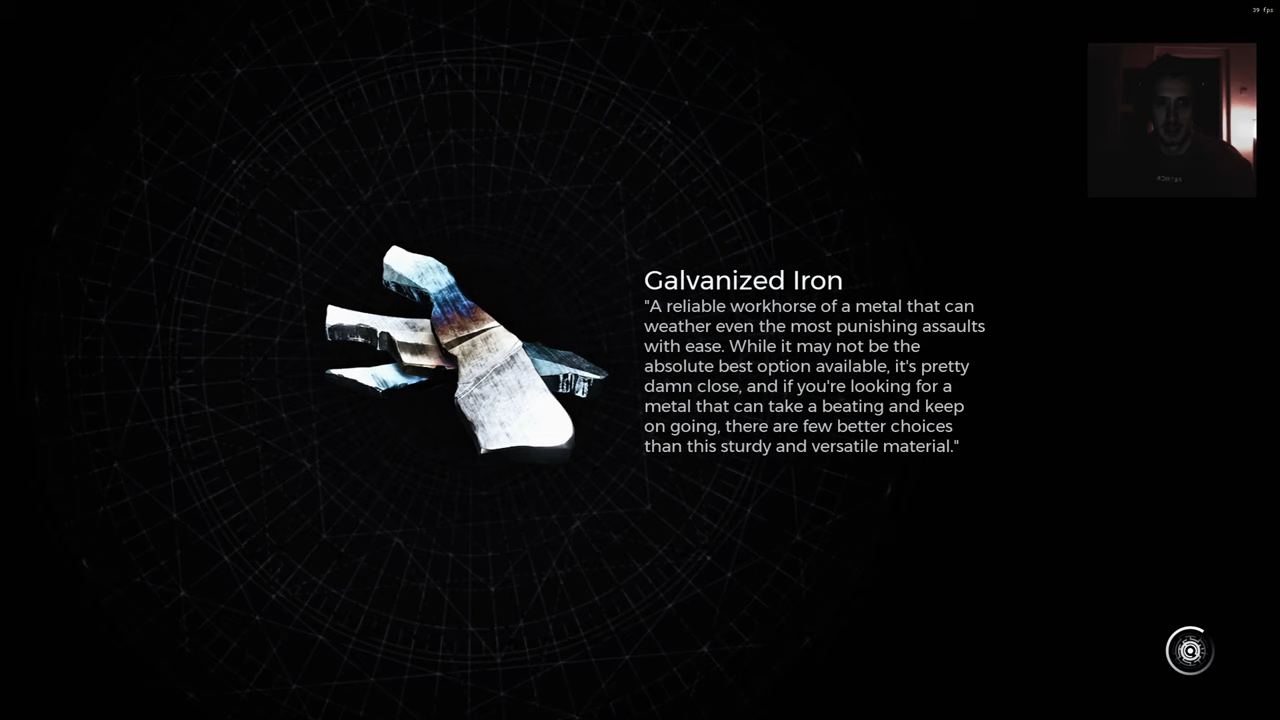 39 fps
Galvanized Iron
"A reliable workhorse of a metal that can
weather even the most punishing assaults
with ease. While it may not be the
absolute best option available, it's pretty
damn close, and if you're looking for a
metal that can take a beating and keep
on going, there are few better choices
than this sturdy and versatile material."